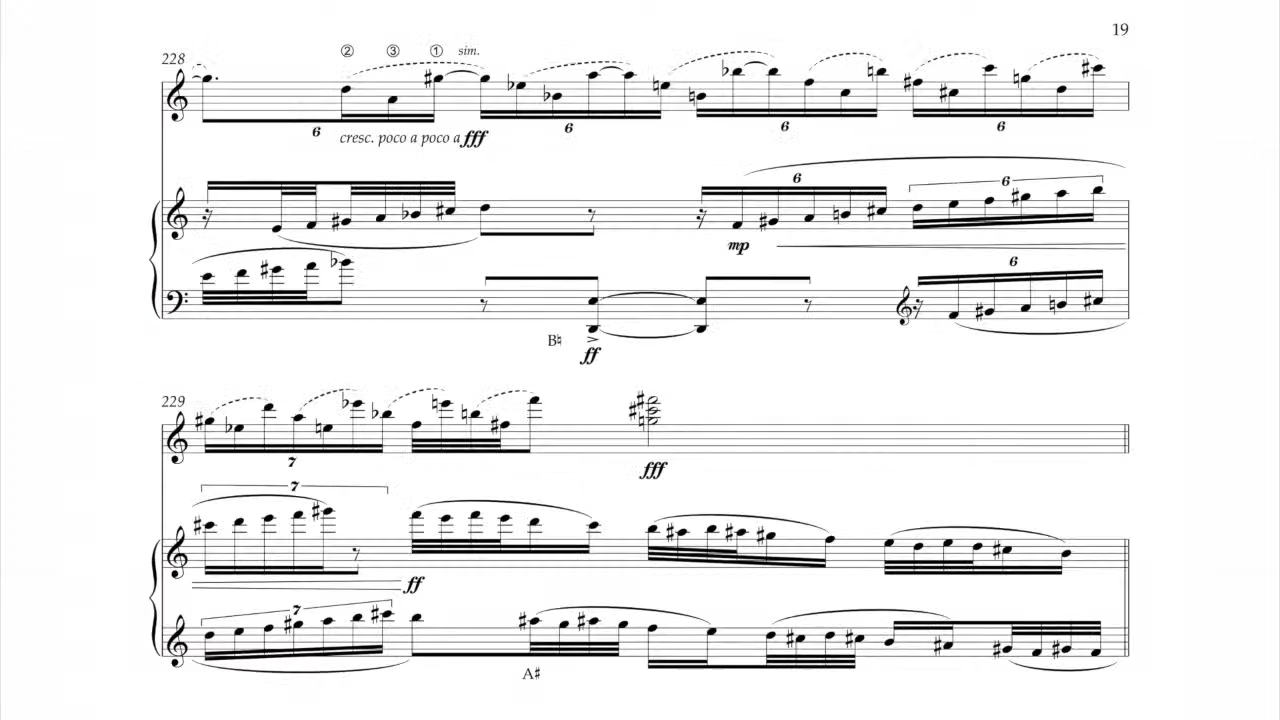 19
228
② ③ ① sim.
6 6 6 6
cresc. poco a poco a fff
6 6
mp
6
B♮
ff
229
7
fff
7
ff
7
A♯